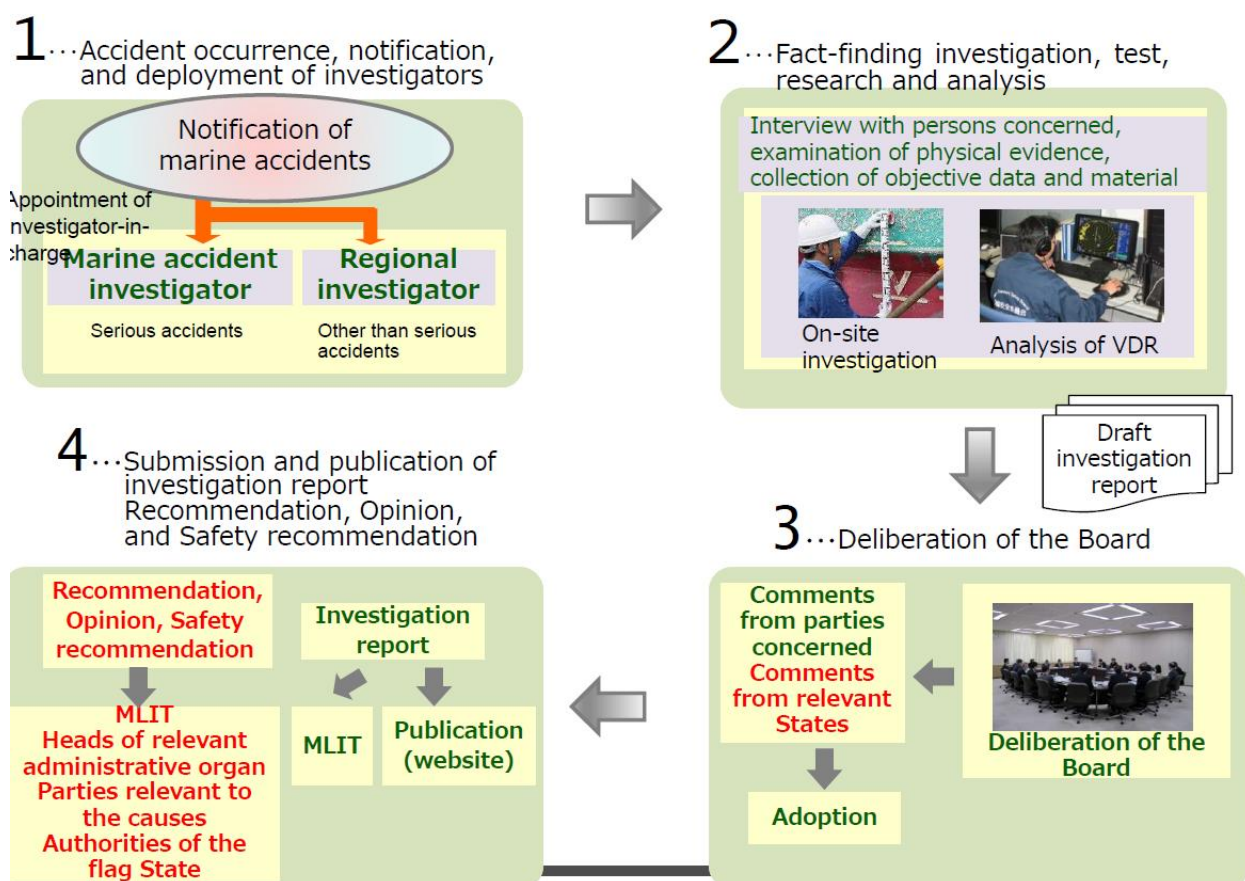 1…Accident occurrence, notification,
and deployment of investigators
Notification of
marine accidents
Appointment of
investigator-in-
charge
Marine accident
investigator
Regional
investigator
Serious accidents
Other than serious
accidents
2…Fact-finding investigation, test,
research and analysis
Interview with persons concerned,
examination of physical evidence,
collection of objective data and material
On-site
investigation
Analysis of VDR
Draft
investigation
report
3…Deliberation of the Board
Deliberation of the
Board
Comments
from parties
concerned
Comments
from relevant
States
Adoption
4…Submission and publication of
investigation report
Recommendation, Opinion,
and Safety recommendation
Recommendation,
Opinion, Safety
recommendation
MLIT
Heads of relevant
administrative organ
Parties relevant to
the causes
Authorities of the
flag State
Investigation
report
MLIT
Publication
(website)